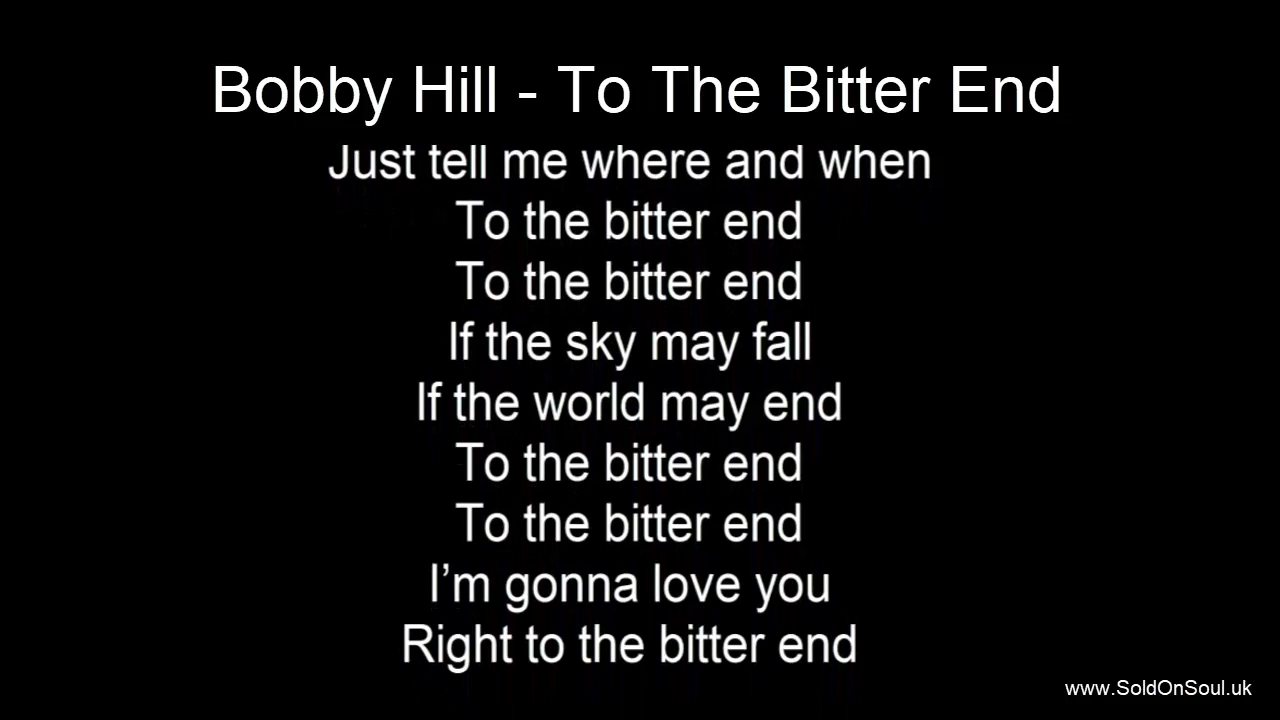 Bobby Hill - To The Bitter End
Just tell me where and when
To the bitter end
To the bitter end
If the sky may fall
If the world may end
To the bitter end
To the bitter end
I’m gonna love you
Right to the bitter end
www.SoldOnSoul.uk